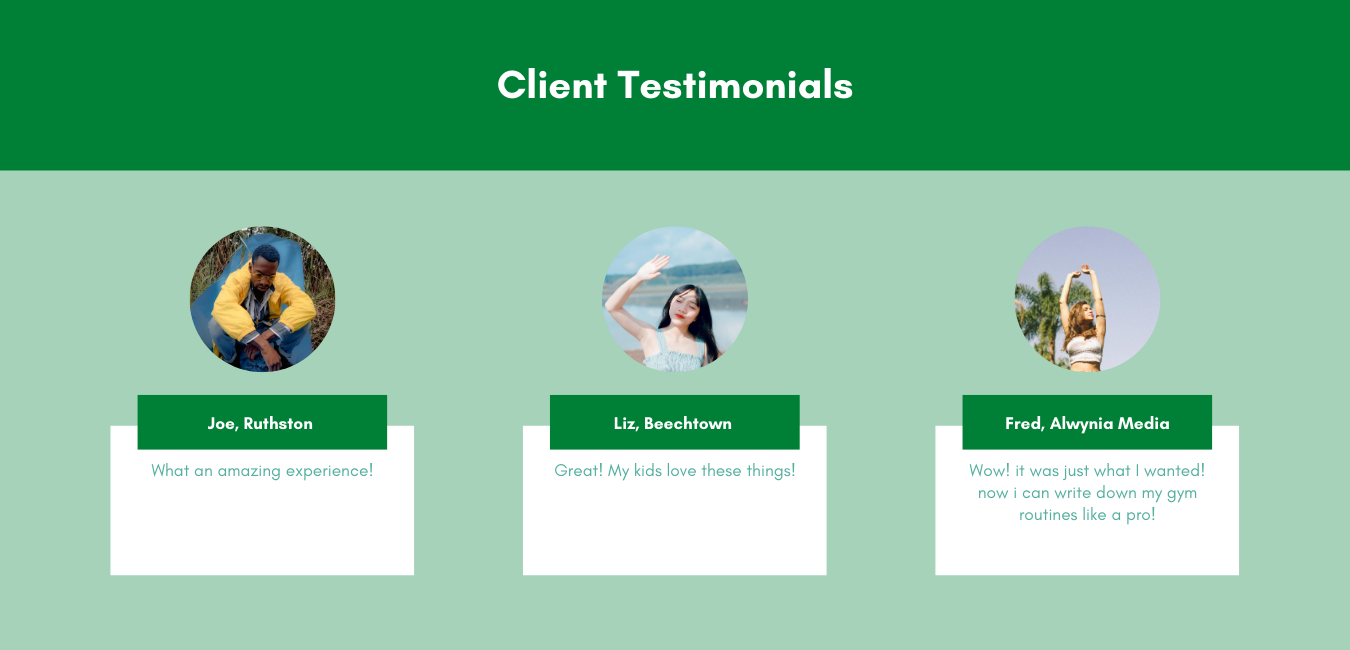 Client Testimonials
Joe, Ruthston
What an amazing experience!
Liz, Beechtown
Great! My kids love these things!
Fred, Alwynia Media
Wow! it was just what I wanted!
now i can write down my gym
routines like a pro!